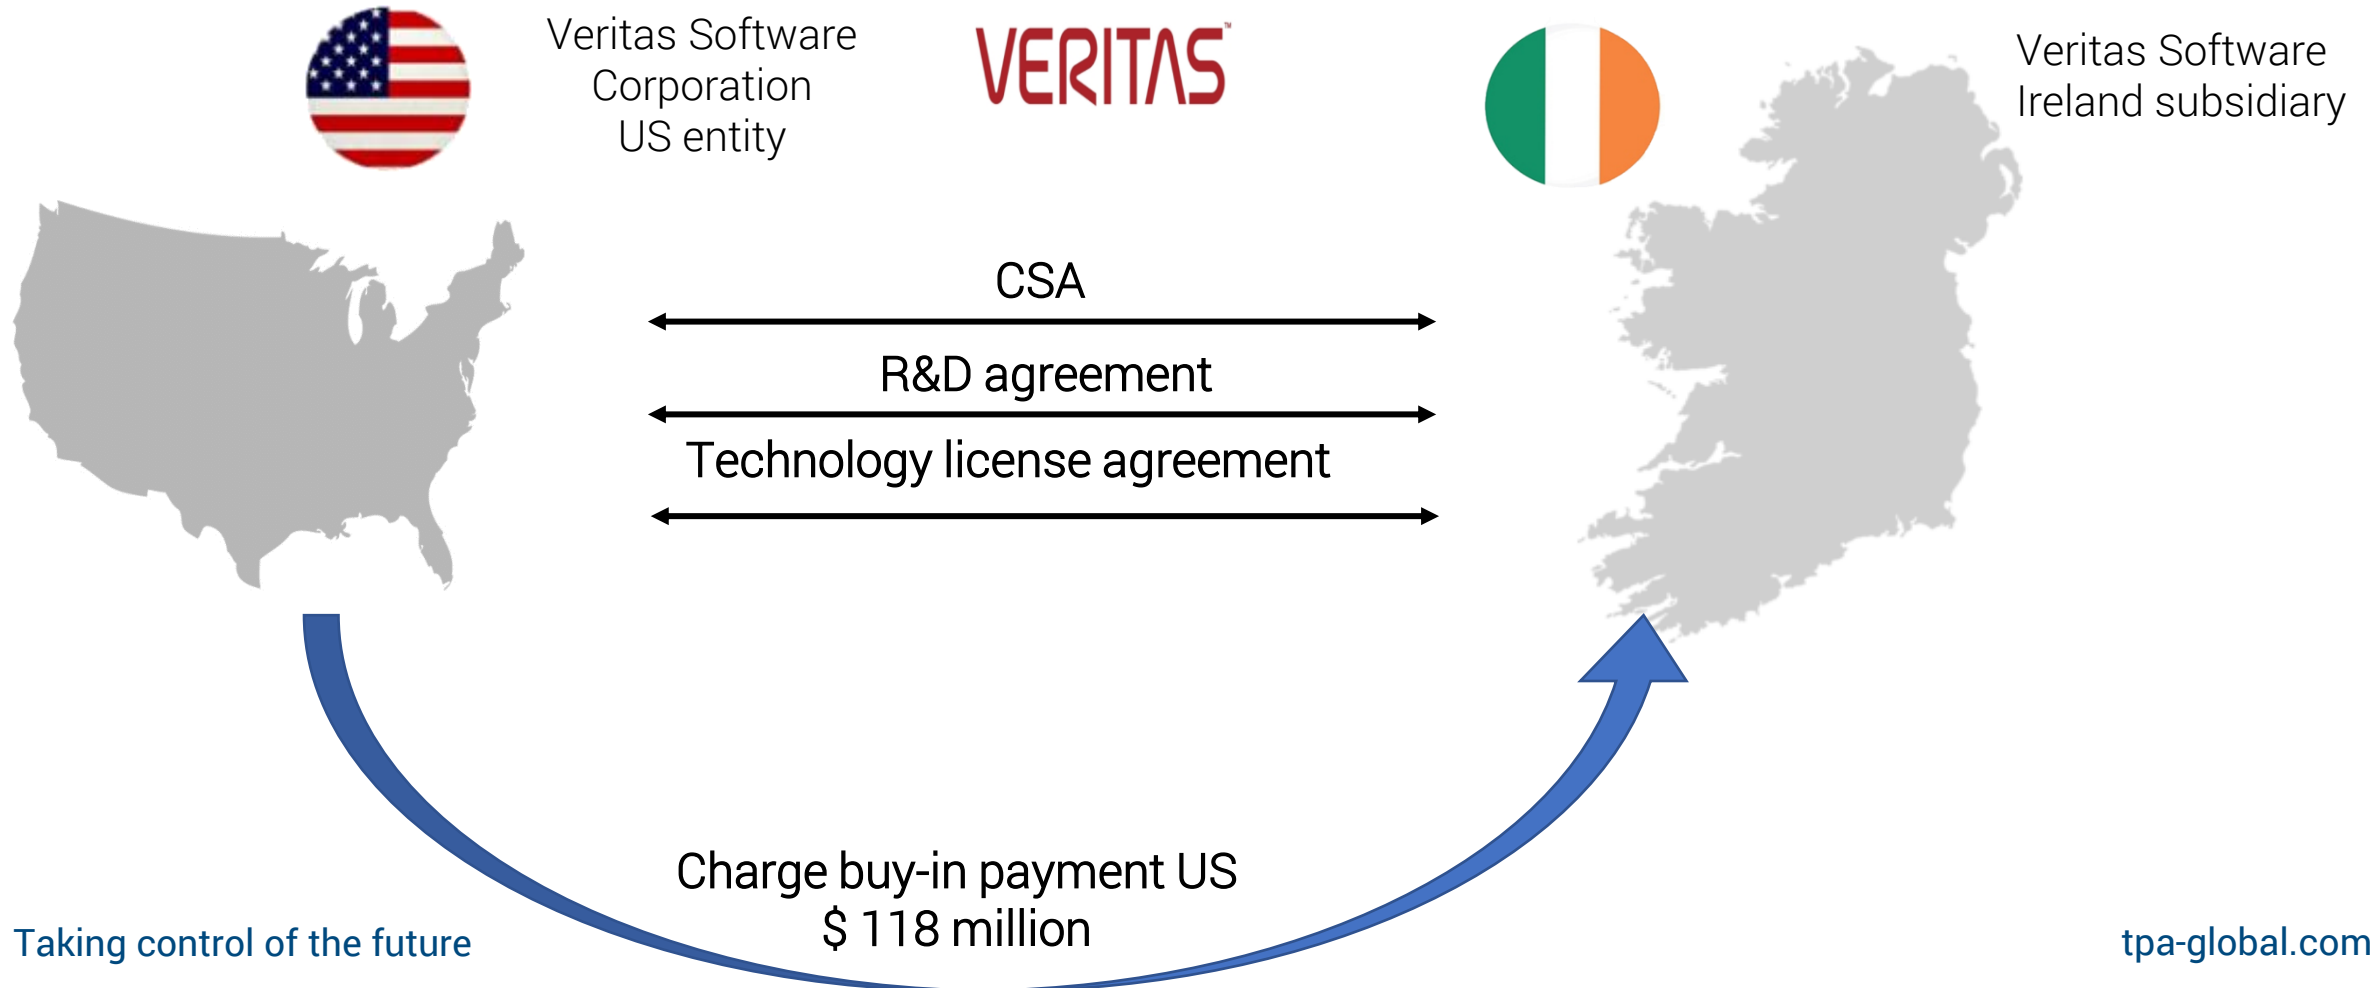 Veritas Software
Corporation
US entity
VERITAS™
Veritas Software
Ireland subsidiary
CSA
R&D agreement
Technology license agreement
Charge buy-in payment US
$ 118 million
Taking control of the future
tpa-global.com